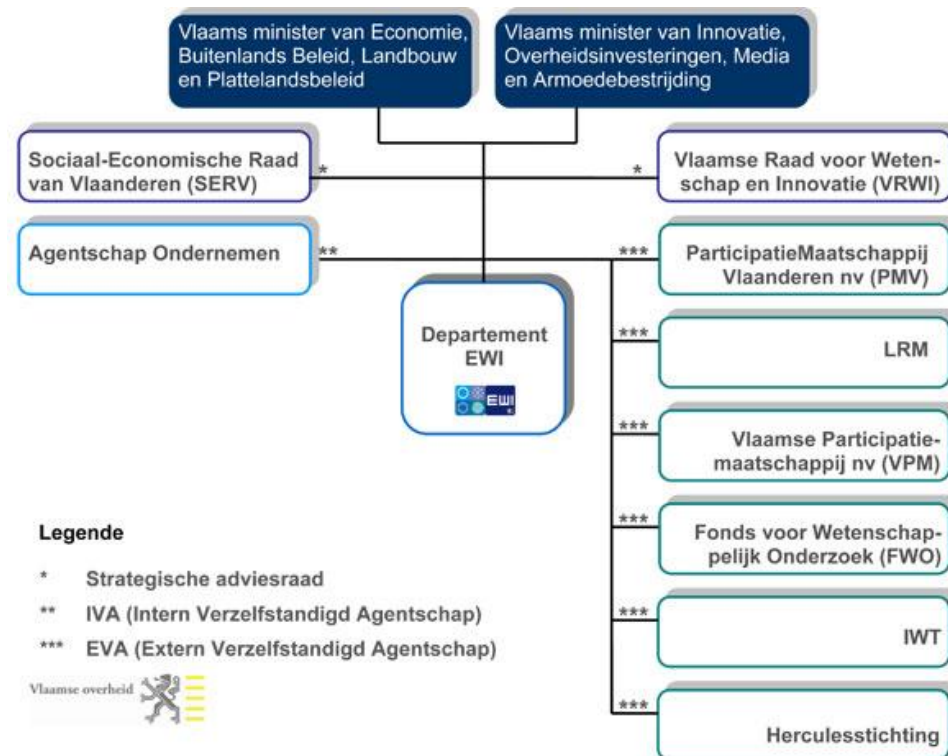 Vlaams minister van Economie,
Buitenlands Beleid, Landbouw
en Plattelandsbeleid
Vlaams minister van Innovatie,
Overheidsinvesteringen, Media
en Armoedebestrijding
Sociaal-Economische Raad
van Vlaanderen (SERV)
*
*
Vlaamse Raad voor Weten-
schap en Innovatie (VRWI)
Agentschap Ondernemen
**
***
ParticipatieMaatschappij
Vlaanderen nv (PMV)
Departement
EWI
EWI
***
LRM
***
Vlaamse Participatie-
maatschappij nv (VPM)
***
Fonds voor Wetenschap-
pelijk Onderzoek (FWO)
***
IWT
***
Herculesstichting
Legende
* Strategische adviesraad
** IVA (Intern Verzelfstandigd Agentschap)
*** EVA (Extern Verzelfstandigd Agentschap)
Vlaamse overheid